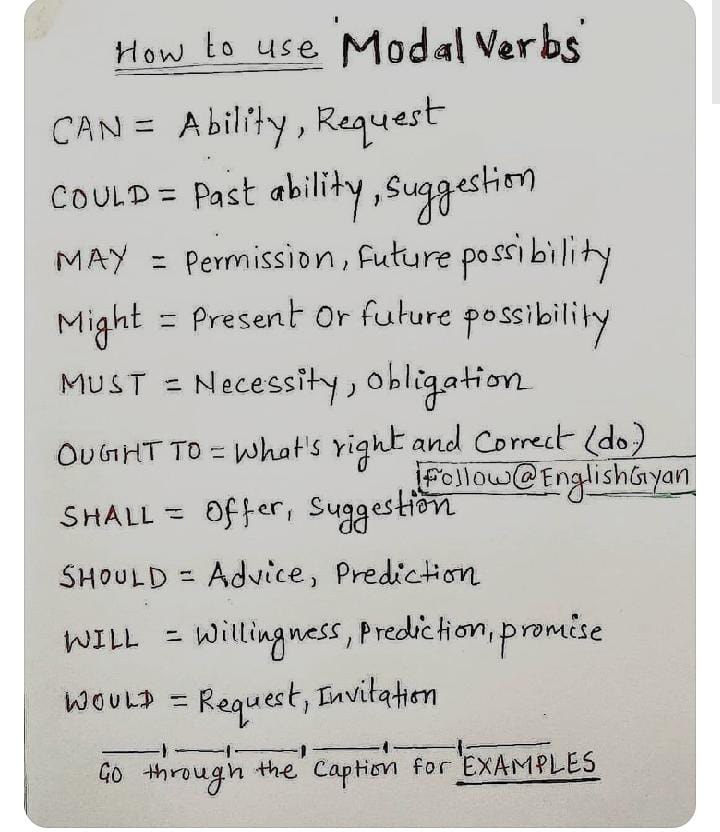 How to use 'Modal Verbs'
CAN = Ability, Request
COULD = Past ability, Suggestion
MAY = Permission, Future possibility
Might = Present Or future possibility
MUST = Necessity, Obligation
OUGHT TO = What's right and Correct (do)
Follow@EnglishGyan
SHALL = Offer, Suggestion
SHOULD = Advice, Prediction
WILL = Willingness, Prediction, promise
WOULD = Request, Invitation
Go through the Caption for EXAMPLES